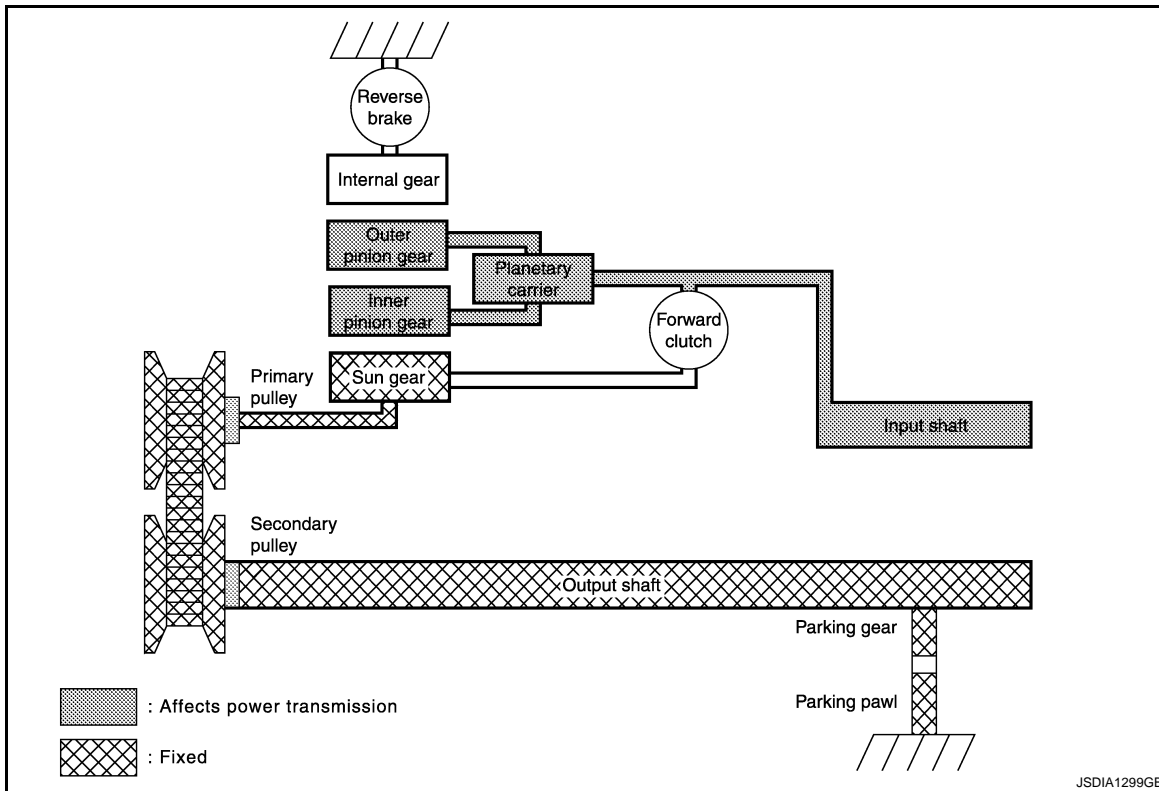 Reverse
brake
Internal gear
Outer
pinion gear
Planetary
carrier
Inner
pinion gear
Forward
clutch
Primary
pulley
Sun gear
Input shaft
Secondary
pulley
Output shaft
Parking gear
Parking pawl
: Affects power transmission
: Fixed
JSDIA1299GB